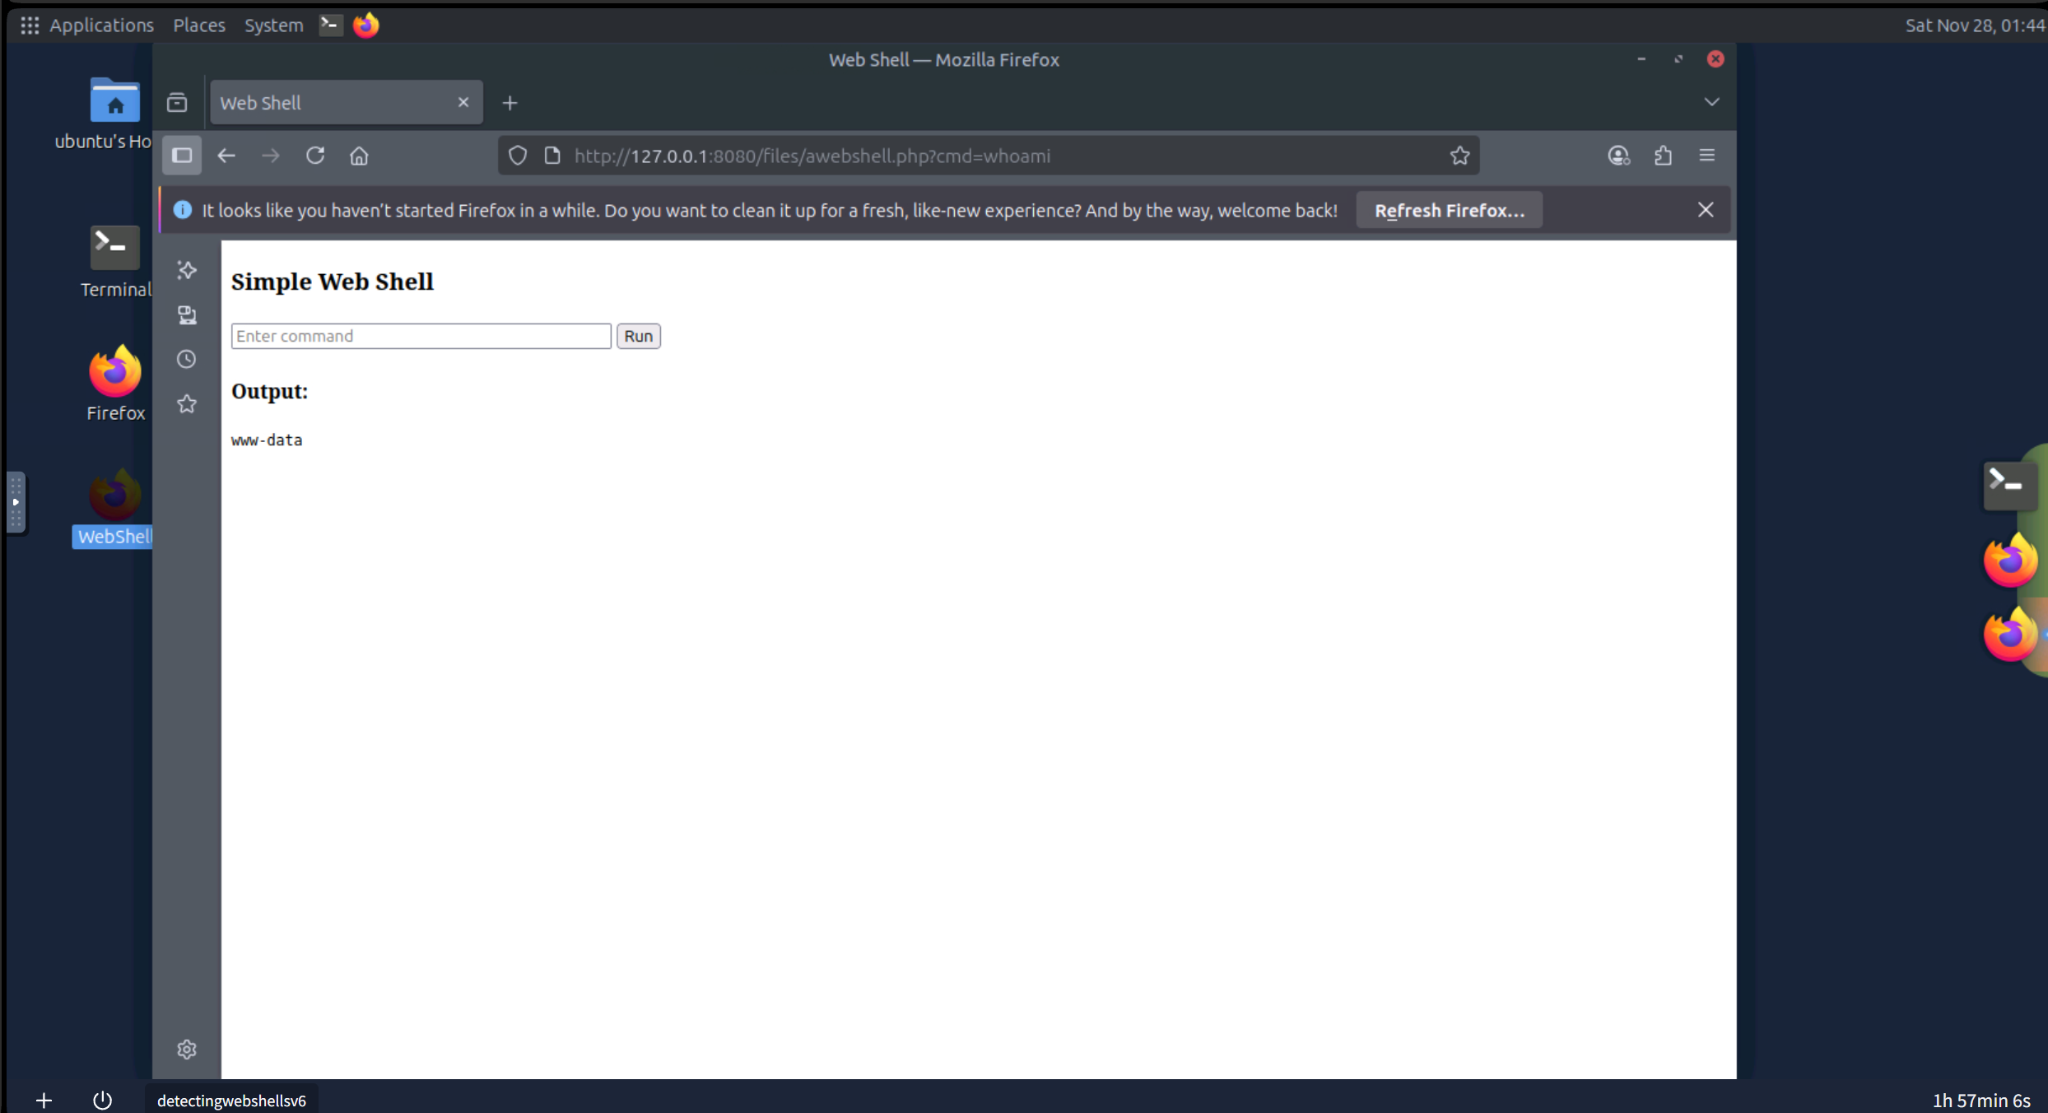 Applications Places System Sat Nov 28, 01:44
Web Shell — Mozilla Firefox
Web Shell
http://127.0.0.1:8080/files/awebshell.php?cmd=whoami
It looks like you haven't started Firefox in a while. Do you want to clean it up for a fresh, like-new experience? And by the way, welcome back! Refresh Firefox...
ubuntu's Ho
Terminal
Firefox
WebShell
Simple Web Shell
Enter command Run
Output:
www-data
detectingwebshellsv6 1h 57min 6s